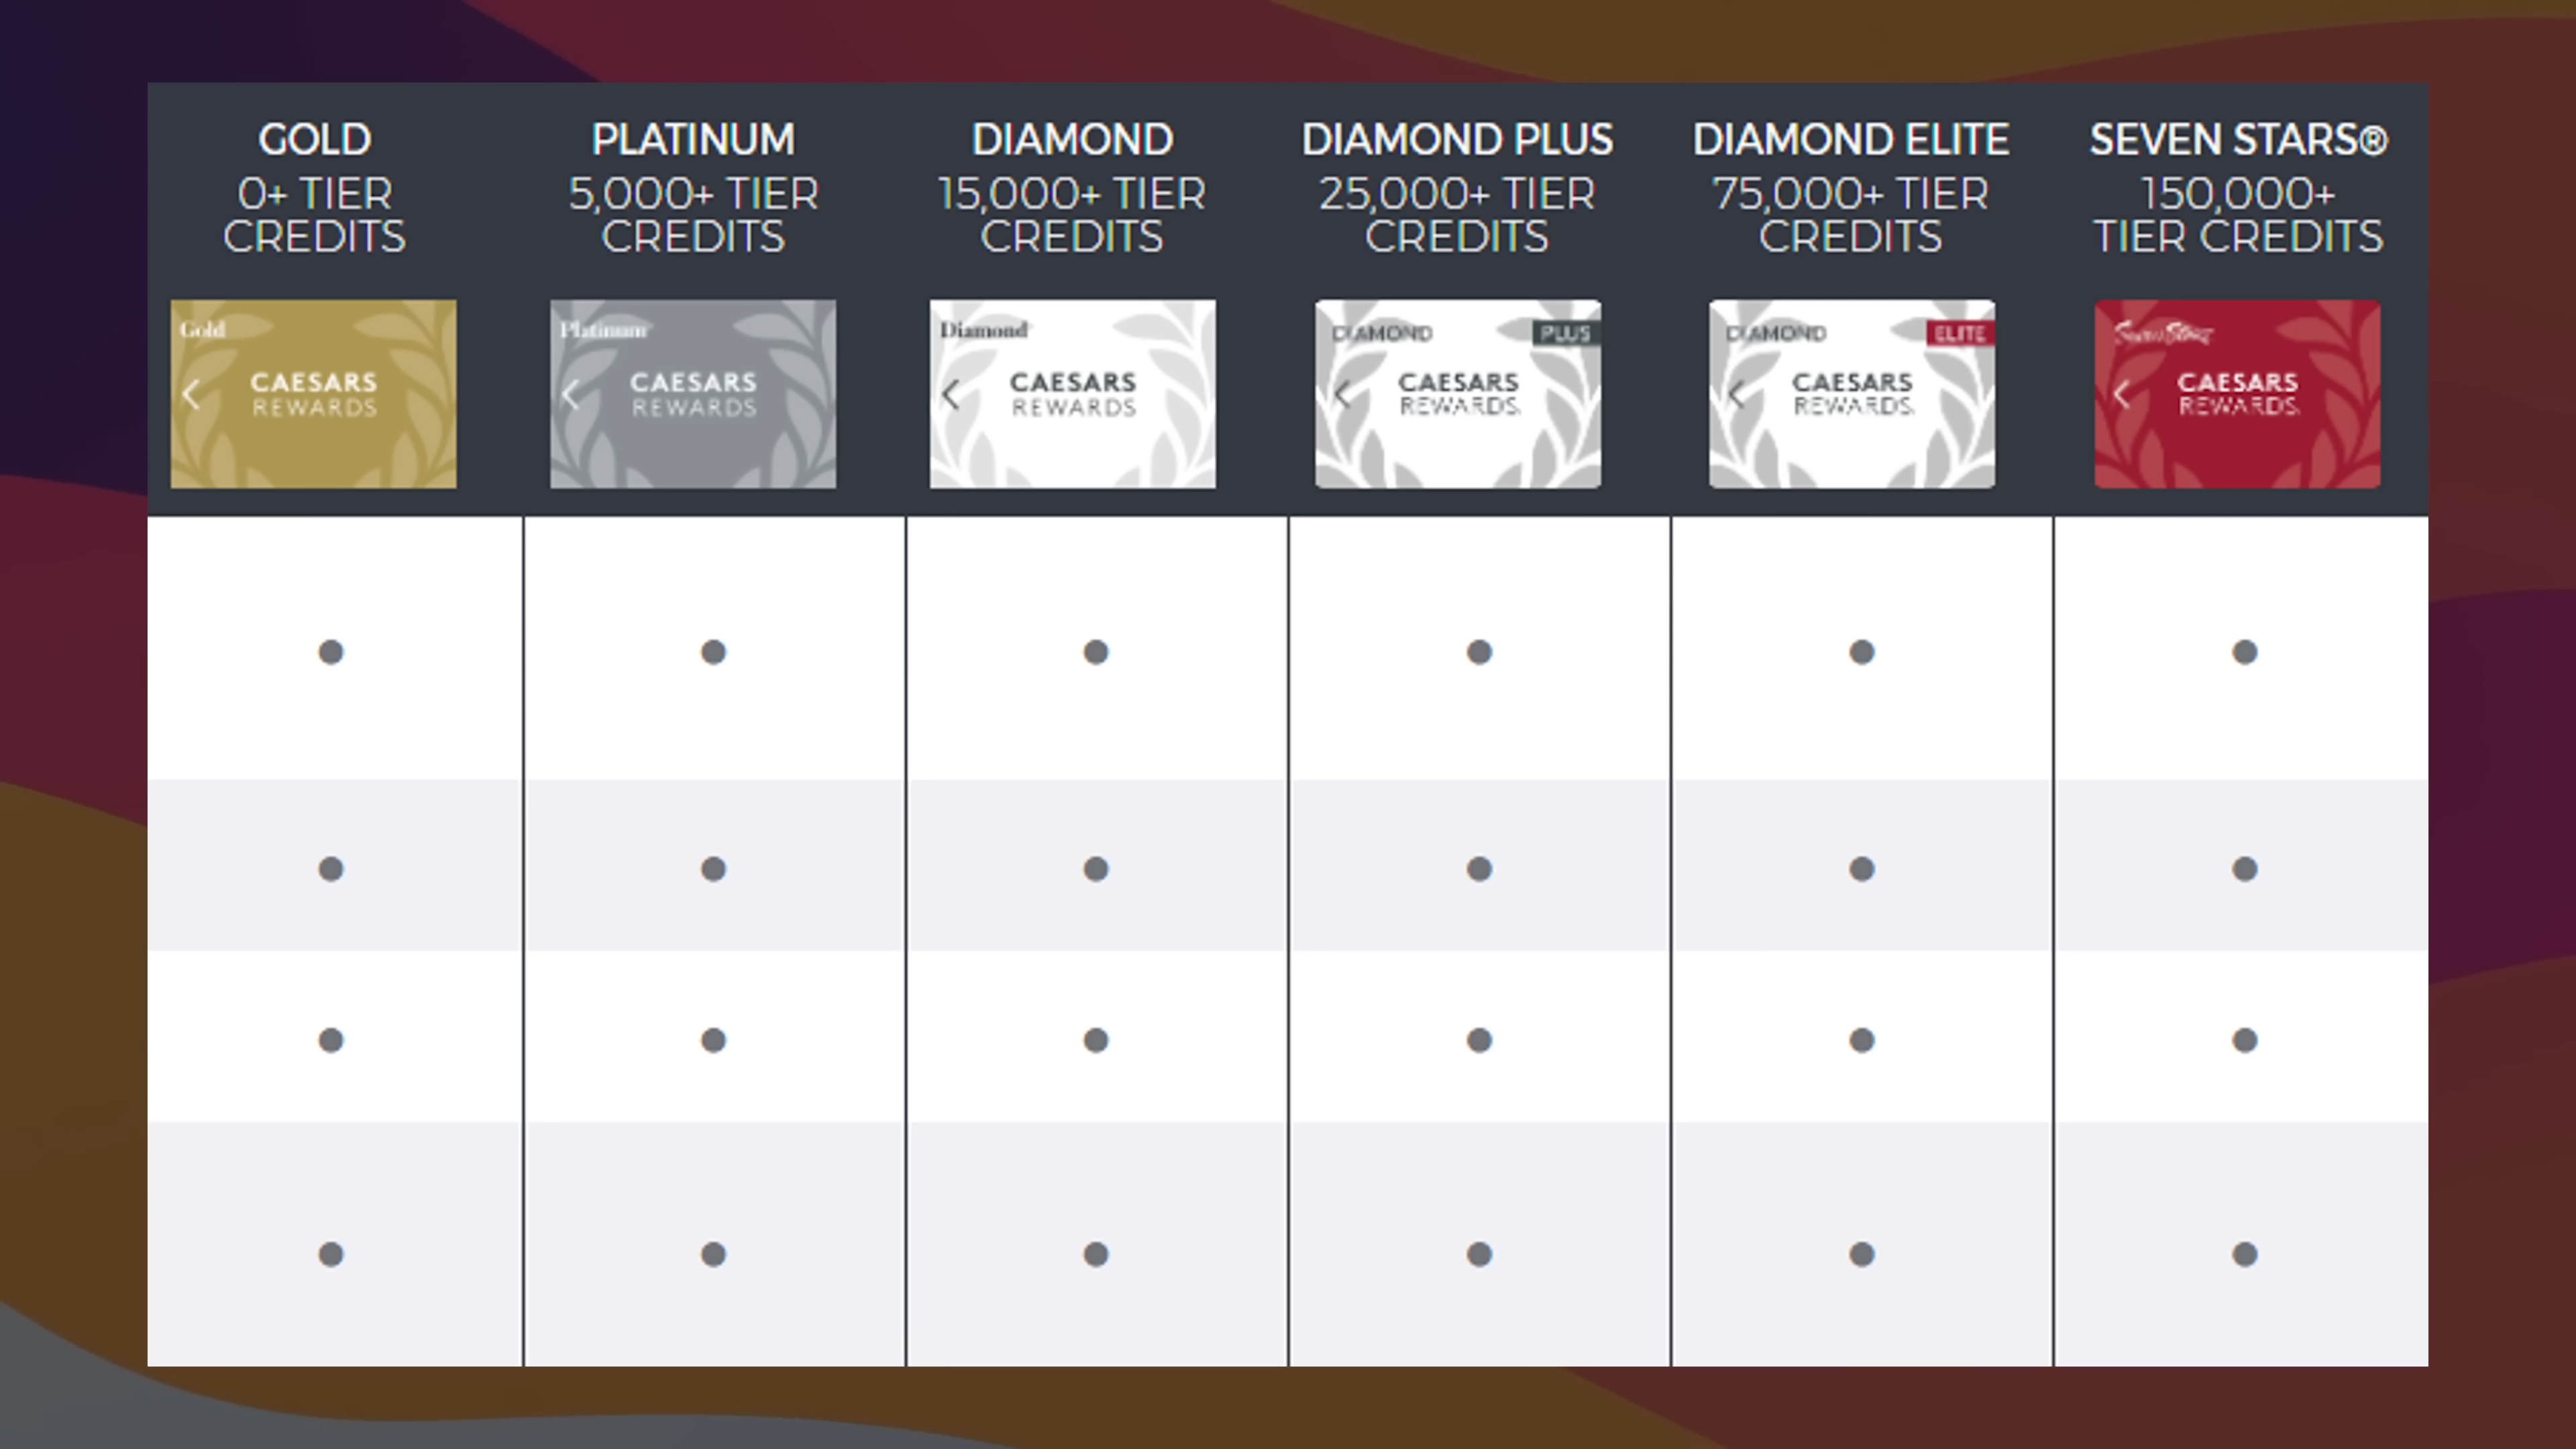 GOLD
0+ TIER
CREDITS
PLATINUM
5,000+ TIER
CREDITS
DIAMOND
15,000+ TIER
CREDITS
DIAMOND PLUS
25,000+ TIER
CREDITS
DIAMOND ELITE
75,000+ TIER
CREDITS
SEVEN STARS®
150,000+
TIER CREDITS
Gold
CAESARS
REWARDS
Platinum
CAESARS
REWARDS
Diamond
CAESARS
REWARDS
DIAMOND PLUS
CAESARS
REWARDS
DIAMOND ELITE
CAESARS
REWARDS
Seven Stars
CAESARS
REWARDS